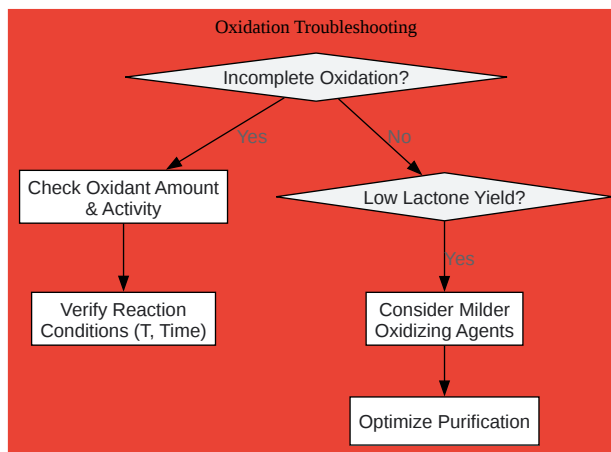 Oxidation Troubleshooting
Incomplete Oxidation?
Yes
No
Check Oxidant Amount
& Activity
Low Lactone Yield?
Yes
Verify Reaction
Conditions (T, Time)
Consider Milder
Oxidizing Agents
Optimize Purification